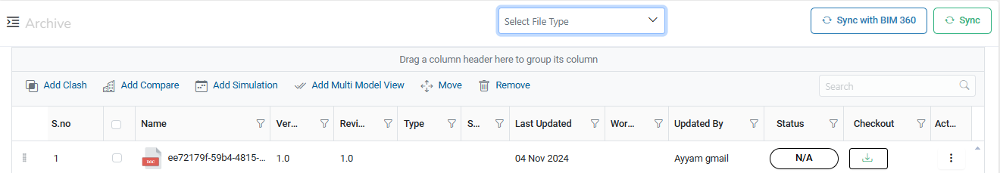 Archive
Select File Type
Sync with BIM 360
Sync
Drag a column header here to group its column
Add Clash Add Compare Add Simulation Add Multi Model View Move Remove Search
S.no Name Ver... Revi... Type S... Last Updated Wor... Updated By Status Checkout Act...
1 DOC ee72179f-59b4-4815-... 1.0 1.0 04 Nov 2024 Ayyam gmail N/A